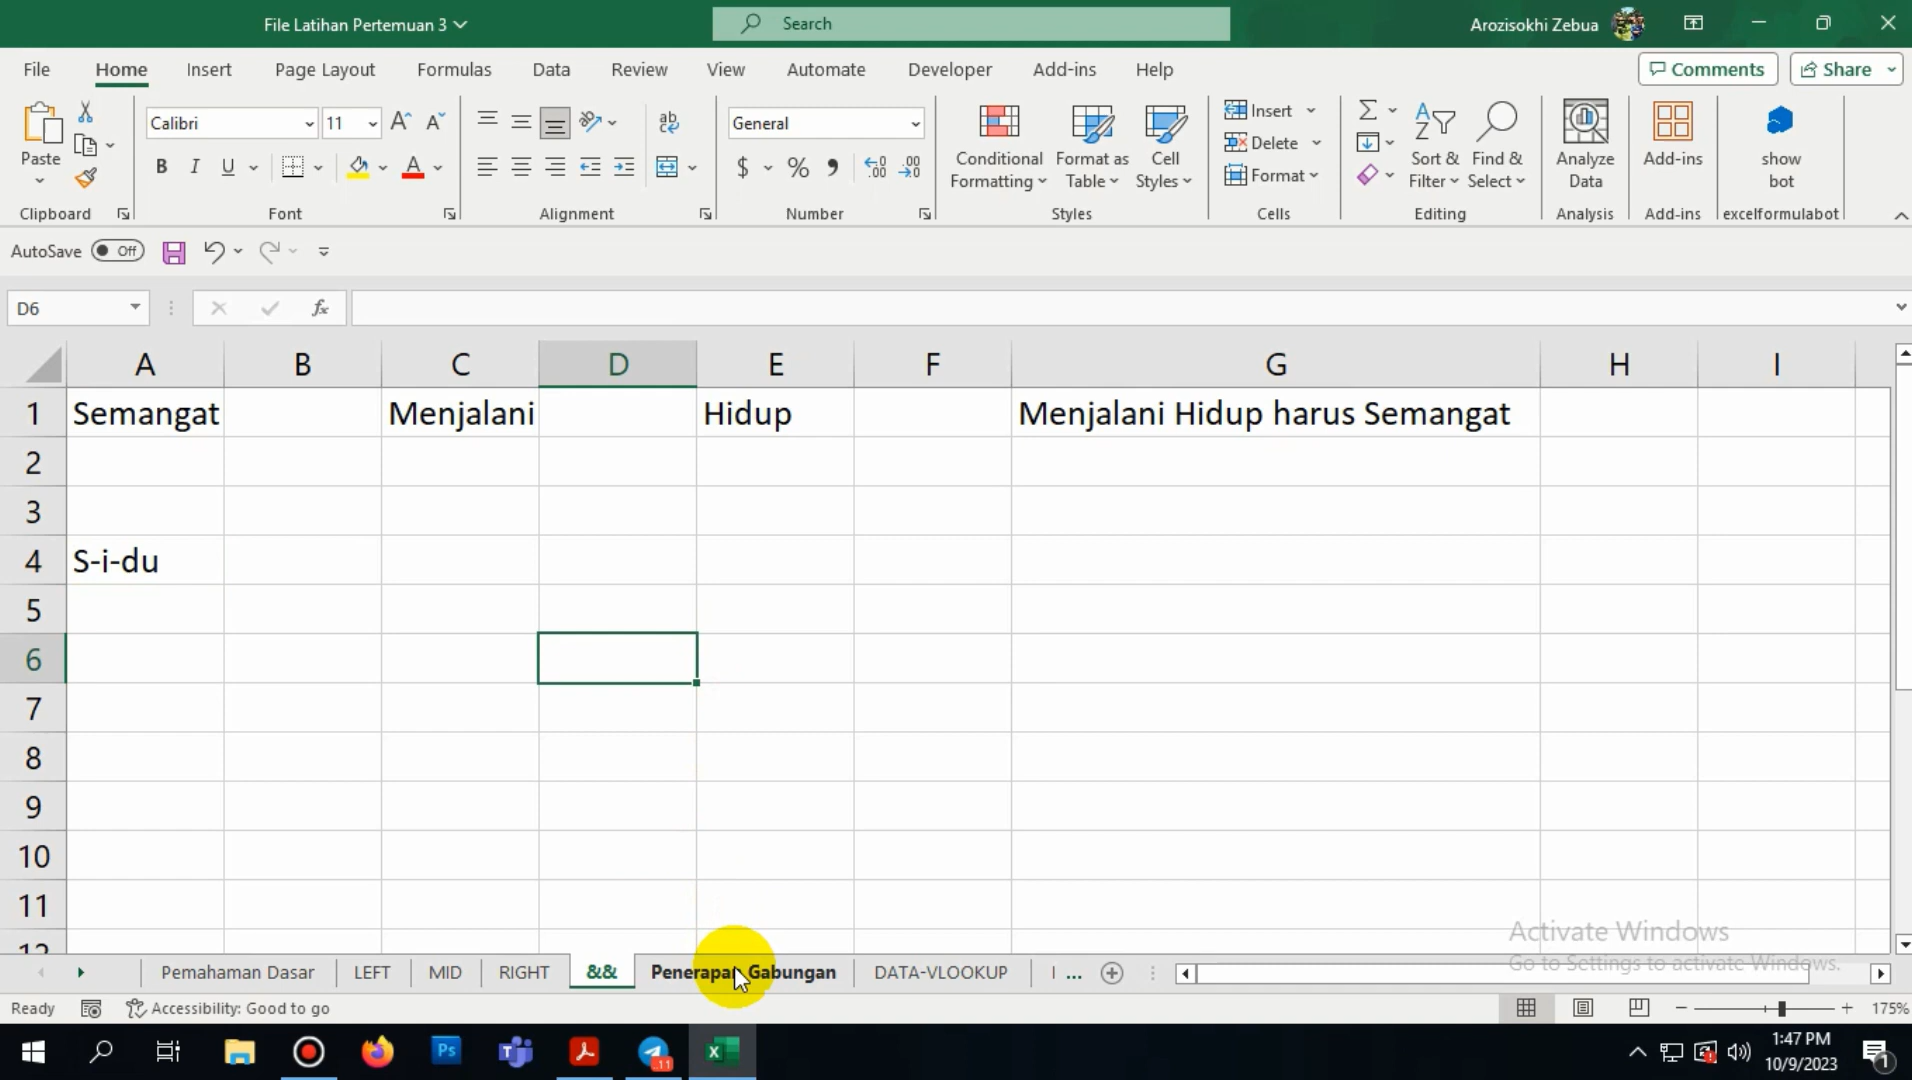 File Latihan Pertemuan 3
Search
Arozisokhi Zebua
File Home Insert Page Layout Formulas Data Review View Automate Developer Add-ins Help
Comments Share
Calibri 11 General
Paste
B I U
$ % ,
Conditional Formatting
Format as Table
Cell Styles
Insert
Delete
Format
Sort & Filter
Find & Select
Analyze Data
Add-ins
show bot
Clipboard Font Alignment Number Styles Cells Editing Analysis Add-ins excelformulabot
AutoSave Off
D6 fx
A B C D E F G H I
1 Semangat Menjalani Hidup Menjalani Hidup harus Semangat
2
3
4 S-i-du
5
6
7
8
9
10
11
12
Activate Windows
Go to Settings to activate Windows.
Pemahaman Dasar LEFT MID RIGHT && Penerapan Gabungan DATA-VLOOKUP I ...
Ready Accessibility: Good to go 175%
Ps
1:47 PM
10/9/2023
11
1